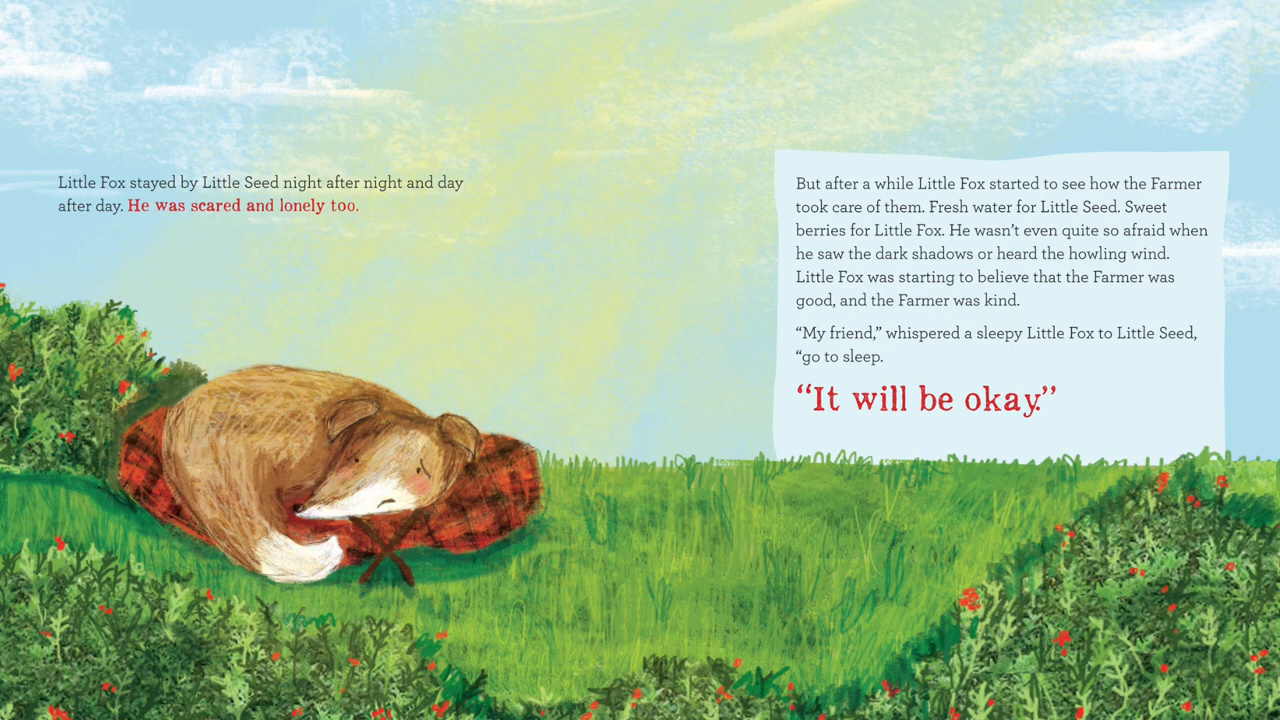 Little Fox stayed by Little Seed night after night and day
after day. He was scared and lonely too.
But after a while Little Fox started to see how the Farmer
took care of them. Fresh water for Little Seed. Sweet
berries for Little Fox. He wasn’t even quite so afraid when
he saw the dark shadows or heard the howling wind.
Little Fox was starting to believe that the Farmer was
good, and the Farmer was kind.
“My friend,” whispered a sleepy Little Fox to Little Seed,
“go to sleep.
“It will be okay.”